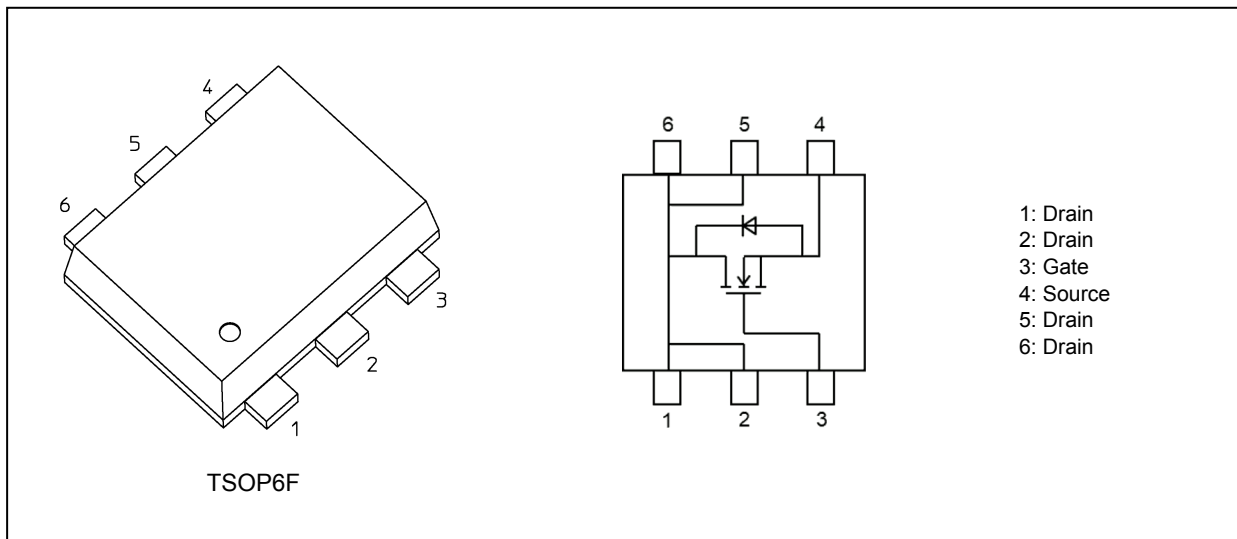 4
5
6
3
2
1
TSOP6F
6 5 4
1 2 3
1: Drain
2: Drain
3: Gate
4: Source
5: Drain
6: Drain